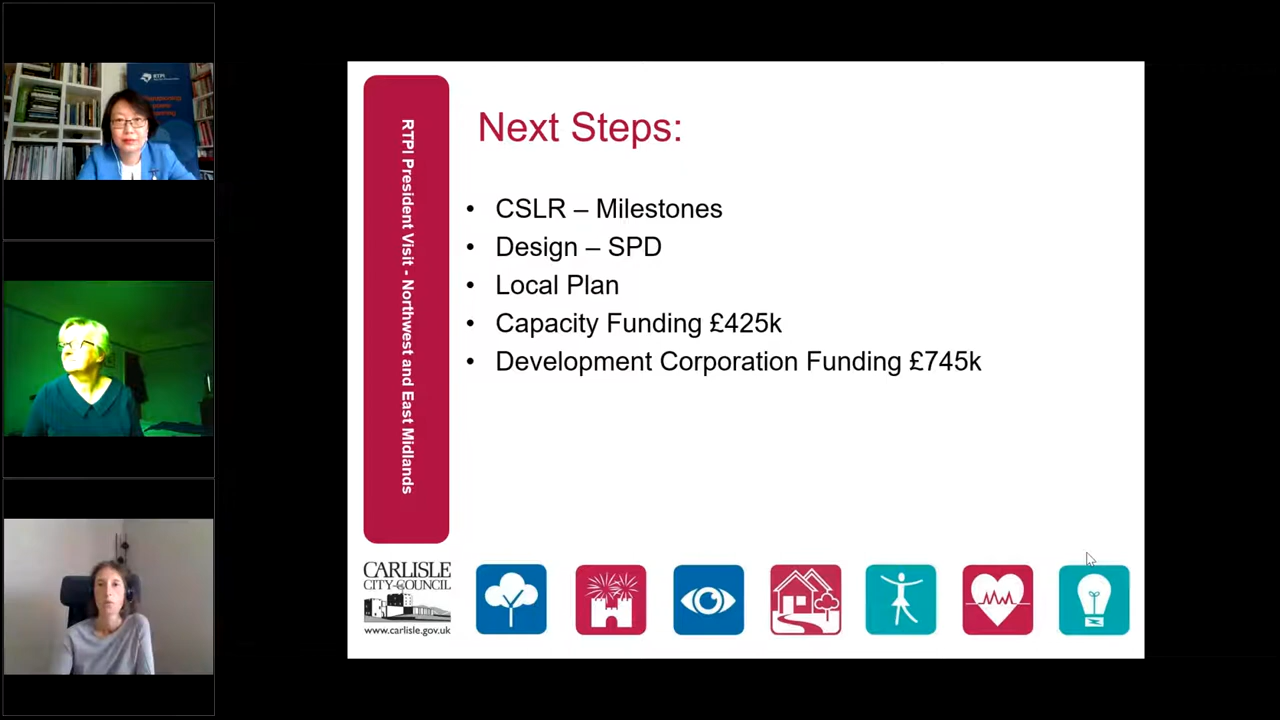 RTPI
RTPI President Visit - Northwest and East Midlands
Next Steps:
• CSLR – Milestones
• Design – SPD
• Local Plan
• Capacity Funding £425k
• Development Corporation Funding £745k
CARLISLE
CITY-COUNCIL
www.carlisle.gov.uk